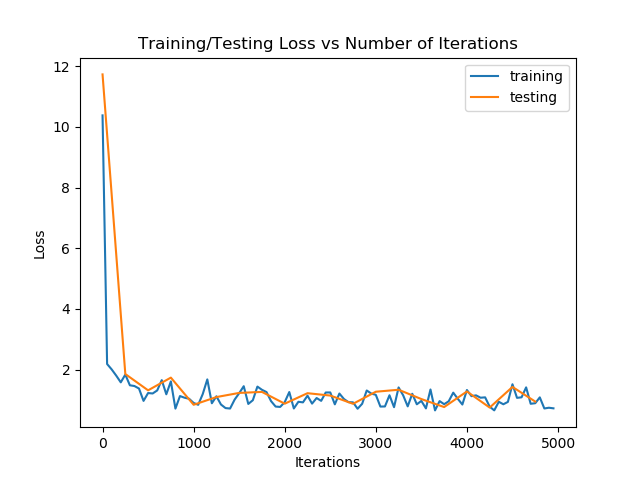 Training/Testing Loss vs Number of Iterations
training
testing
12
10
8
6
4
2
Loss
0 1000 2000 3000 4000 5000
Iterations